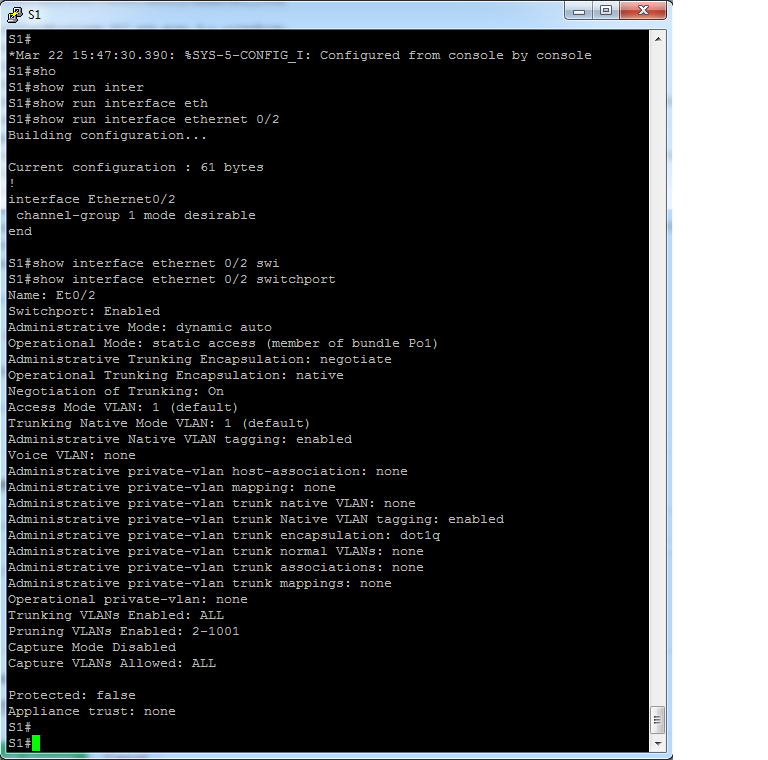 S1
S1#
*Mar 22 15:47:30.390: %SYS-5-CONFIG_I: Configured from console by console
S1#sho
S1#show run inter
S1#show run interface eth
S1#show run interface ethernet 0/2
Building configuration...
Current configuration : 61 bytes
!
interface Ethernet0/2
 channel-group 1 mode desirable
end
S1#show interface ethernet 0/2 swi
S1#show interface ethernet 0/2 switchport
Name: Et0/2
Switchport: Enabled
Administrative Mode: dynamic auto
Operational Mode: static access (member of bundle Po1)
Administrative Trunking Encapsulation: negotiate
Operational Trunking Encapsulation: native
Negotiation of Trunking: On
Access Mode VLAN: 1 (default)
Trunking Native Mode VLAN: 1 (default)
Administrative Native VLAN tagging: enabled
Voice VLAN: none
Administrative private-vlan host-association: none
Administrative private-vlan mapping: none
Administrative private-vlan trunk native VLAN: none
Administrative private-vlan trunk Native VLAN tagging: enabled
Administrative private-vlan trunk encapsulation: dot1q
Administrative private-vlan trunk normal VLANs: none
Administrative private-vlan trunk associations: none
Administrative private-vlan trunk mappings: none
Operational private-vlan: none
Trunking VLANs Enabled: ALL
Pruning VLANs Enabled: 2-1001
Capture Mode Disabled
Capture VLANs Allowed: ALL
Protected: false
Appliance trust: none
S1#
S1#